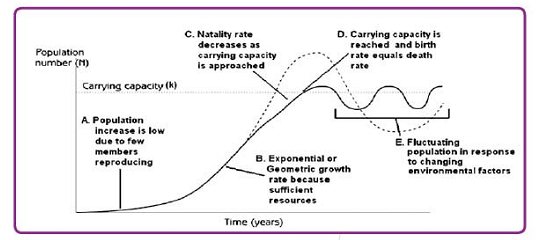 C. Natality rate
decreases as
carrying capacity
is approached
D. Carrying capacity is
reached and birth
rate equals death
rate
Population
number (N)
Carrying capacity (k)
A. Population
increase is low
due to few
members
reproducing
B. Exponential or
Geometric growth
rate because
sufficient
resources
E. Fluctuating
population in response
to changing
environmental factors
Time (years)